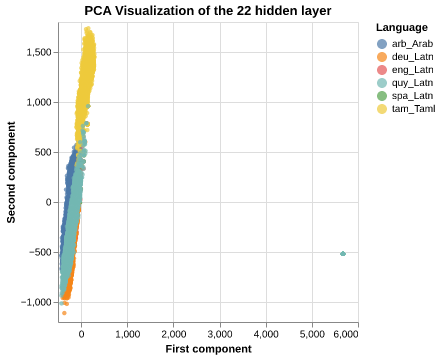 PCA Visualization of the 22 hidden layer
Language
arb_Arab
deu_Latn
eng_Latn
quy_Latn
spa_Latn
tam_Taml
Second component
1,500
1,000
500
0
−500
−1,000
0 1,000 2,000 3,000 4,000 5,000 6,000
First component